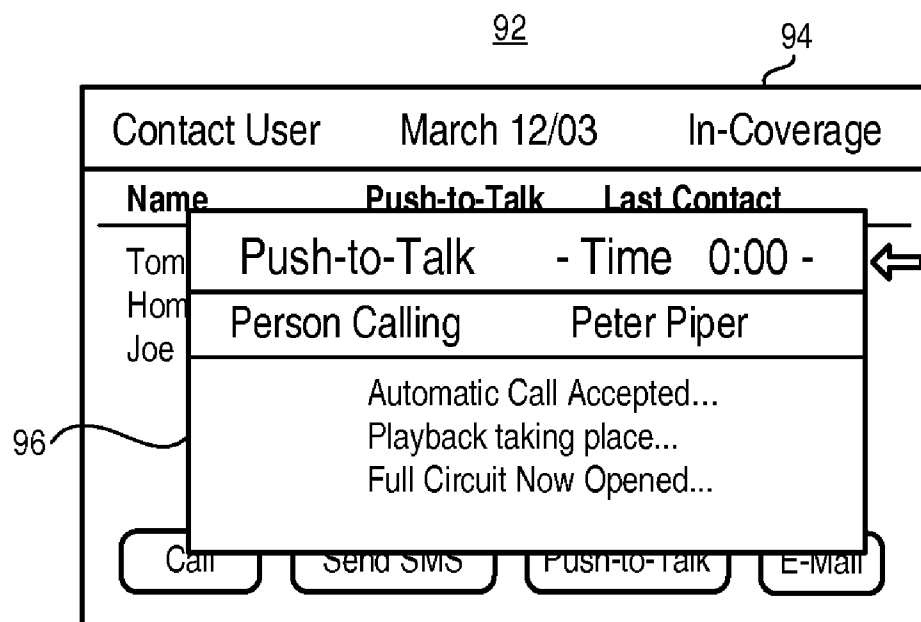 92
94
Contact User March 12/03 In-Coverage
Name Push-to-Talk Last Contact
Push-to-Talk - Time 0:00 -
Tom
Person Calling Peter Piper
Hom
Joe
Automatic Call Accepted...
Playback taking place...
96
Full Circuit Now Opened...
Call Send SMS Push-to-Talk E-Mail